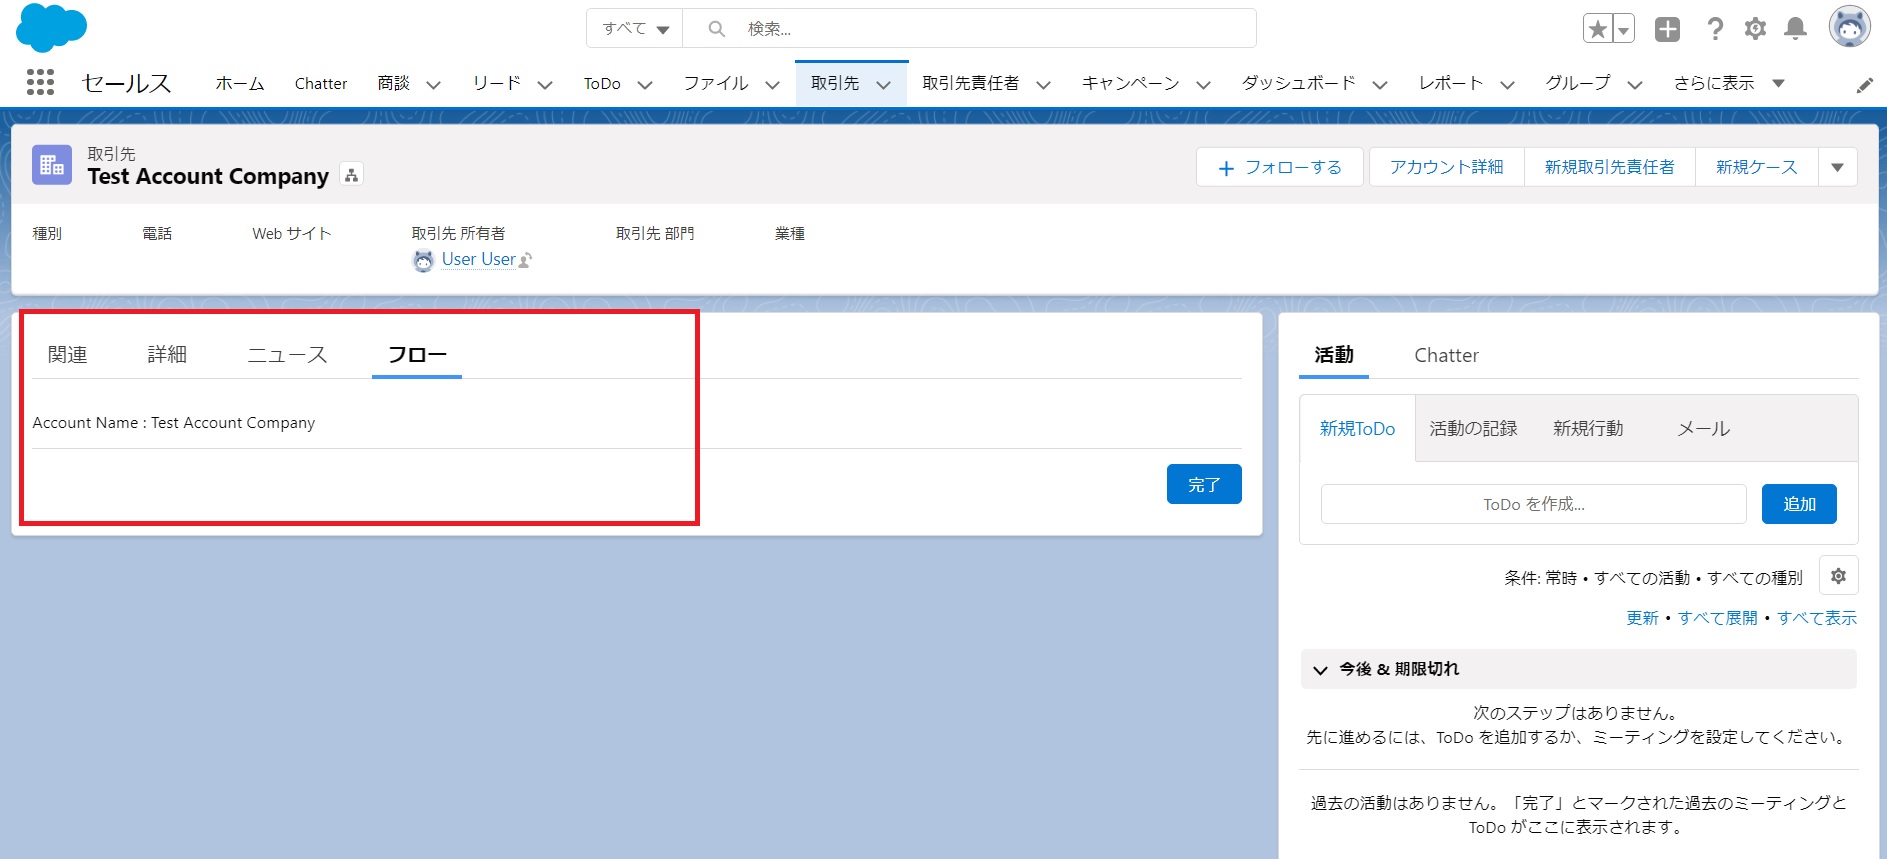 すべて 検索...
セールス ホーム Chatter 商談 リード ToDo ファイル 取引先 取引先責任者 キャンペーン ダッシュボード レポート グループ さらに表示
取引先
Test Account Company
フォローする アカウント詳細 新規取引先責任者 新規ケース
種別 電話 Web サイト 取引先 所有者 取引先 部門 業種
User User
関連 詳細 ニュース フロー
Account Name : Test Account Company
完了
活動 Chatter
新規ToDo 活動の記録 新規行動 メール
ToDo を作成... 追加
条件: 常時 • すべての活動 • すべての種別
更新 • すべて展開 • すべて表示
今後 & 期限切れ
次のステップはありません。
先に進めるには、ToDo を追加するか、ミーティングを設定してください。
過去の活動はありません。「完了」とマークされた過去のミーティングと
ToDo がここに表示されます。